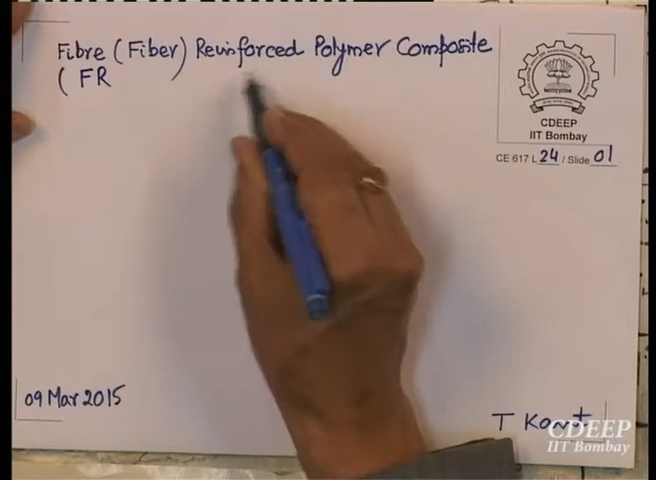 Fibre (Fiber) Reinforced Polymer Composite
( FR
CDEEP
IIT Bombay
CE 617 L 24 / Slide 01
09 Mar 2015
T Kant
CDEEP
IIT Bombay